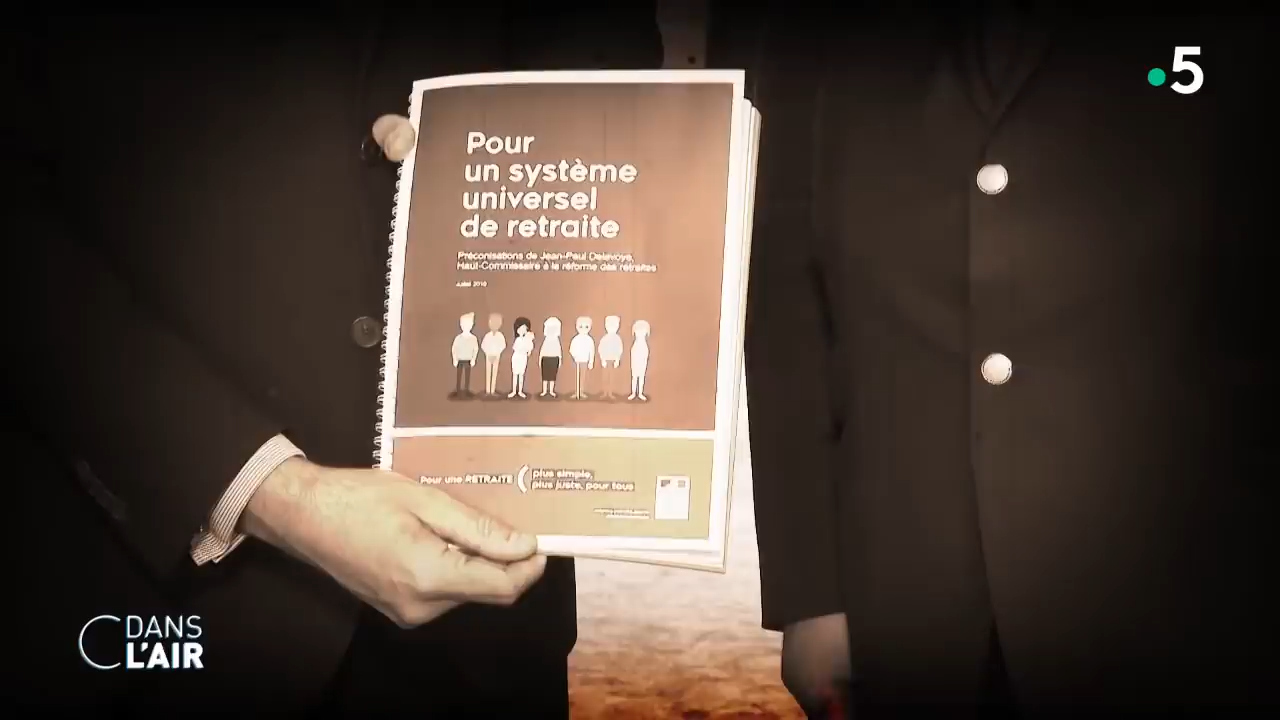 5
Pour
un système
universel
de retraite
Préconisations de Jean-Paul Delevoye,
Haut-Commissaire à la réforme des retraites
Juillet 2019
Pour une RETRAITE
plus simple,
plus juste, pour tous
C DANS
L'AIR